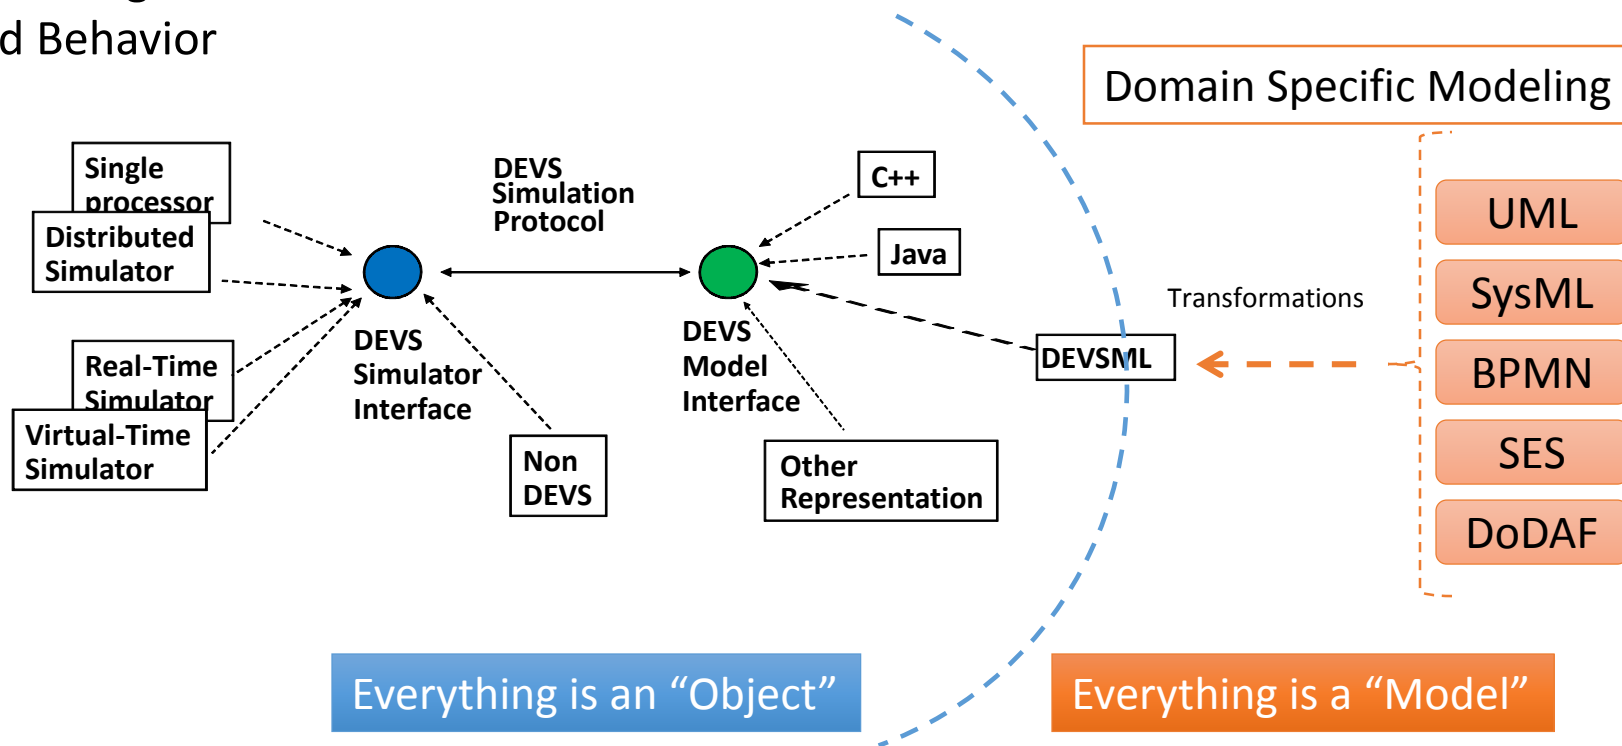 d Behavior
Domain Specific Modeling
Single
processor
Distributed
Simulator
DEVS
Simulation
Protocol
C++
Java
UML
SysML
BPMN
SES
DoDAF
Transformations
DEVSML
DEVS
Simulator
Interface
DEVS
Model
Interface
Real-Time
Simulator
Virtual-Time
Simulator
Non
DEVS
Other
Representation
Everything is an “Object”
Everything is a “Model”